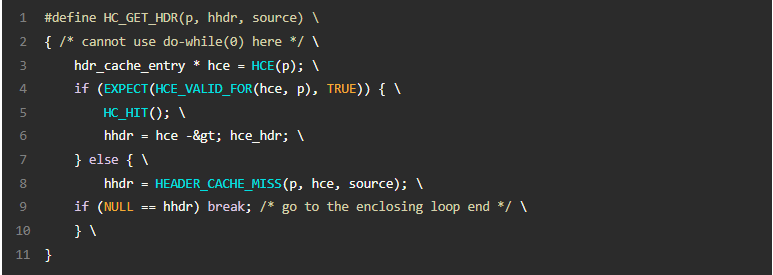 1 #define HC_GET_HDR(p, hhdr, source) \
2 { /* cannot use do-while(0) here */ \
3 hdr_cache_entry * hce = HCE(p); \
4 if (EXPECT(HCE_VALID_FOR(hce, p), TRUE)) { \
5 HC_HIT(); \
6 hhdr = hce -&gt; hce_hdr; \
7 } else { \
8 hhdr = HEADER_CACHE_MISS(p, hce, source); \
9 if (NULL == hhdr) break; /* go to the enclosing loop end */ \
10 } \
11 }